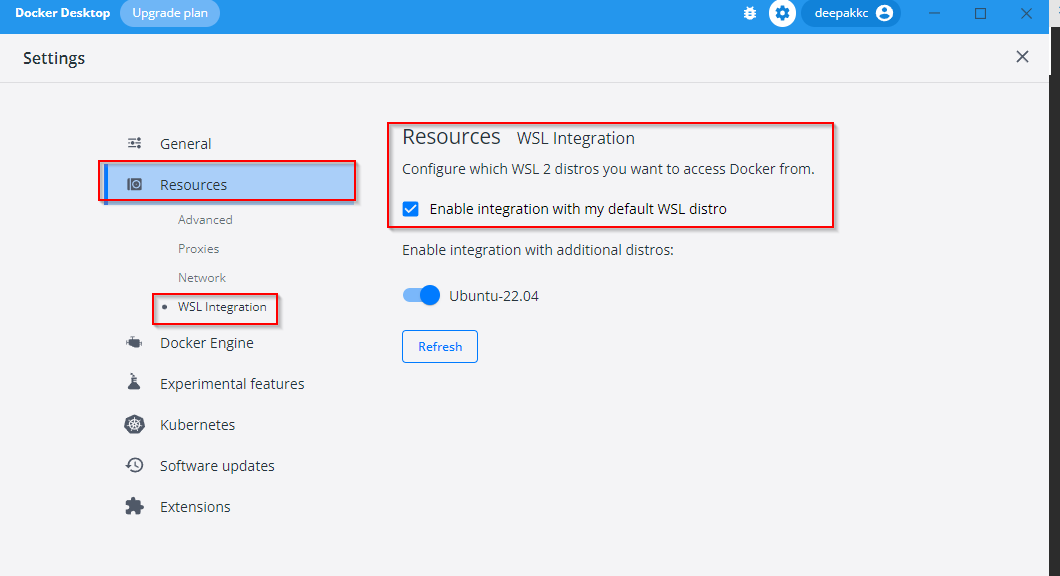 Docker Desktop Upgrade plan deepakkc
Settings
General
Resources
Advanced
Proxies
Network
WSL Integration
Docker Engine
Experimental features
Kubernetes
Software updates
Extensions
Resources WSL Integration
Configure which WSL 2 distros you want to access Docker from.
Enable integration with my default WSL distro
Enable integration with additional distros:
Ubuntu-22.04
Refresh